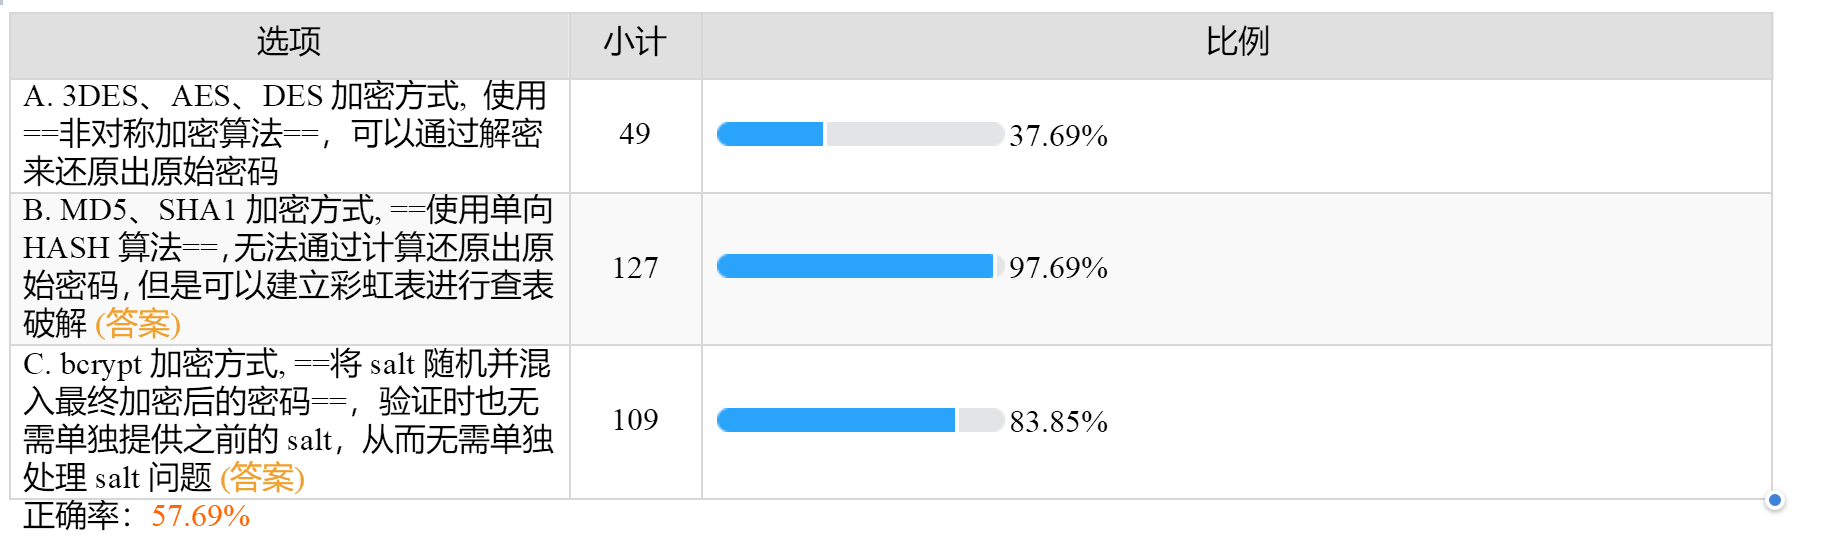 选项 小计 比例
A. 3DES、AES、DES 加密方式, 使用
==非对称加密算法==，可以通过解密
来还原出原始密码
49 37.69%
B. MD5、SHA1 加密方式, ==使用单向
HASH 算法==,无法通过计算还原出原
始密码,但是可以建立彩虹表进行查表
破解 (答案)
127 97.69%
C. bcrypt 加密方式, ==将 salt 随机并混
入最终加密后的密码==，验证时也无
需单独提供之前的 salt，从而无需单独
处理 salt 问题 (答案)
109 83.85%
正确率：57.69%